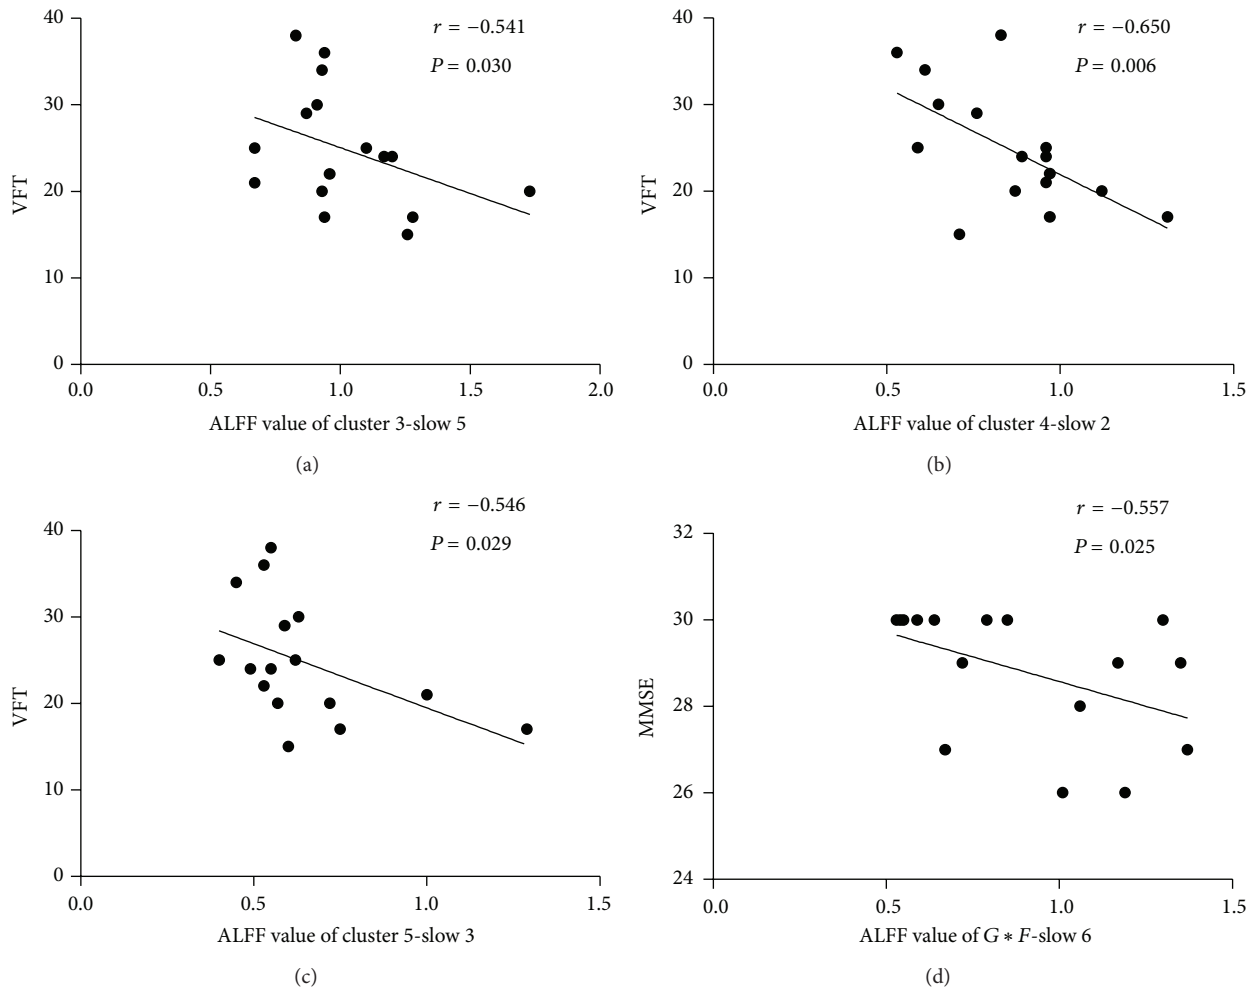 r = −0.541
P = 0.030
40
30
20
10
0
VFT
0.0 0.5 1.0 1.5 2.0
ALFF value of cluster 3-slow 5
(a)
r = −0.650
P = 0.006
40
30
20
10
0
VFT
0.0 0.5 1.0 1.5
ALFF value of cluster 4-slow 2
(b)
r = −0.546
P = 0.029
40
30
20
10
0
VFT
0.0 0.5 1.0 1.5
ALFF value of cluster 5-slow 3
(c)
r = −0.557
P = 0.025
32
30
28
26
24
MMSE
0.0 0.5 1.0 1.5
ALFF value of G ∗ F-slow 6
(d)